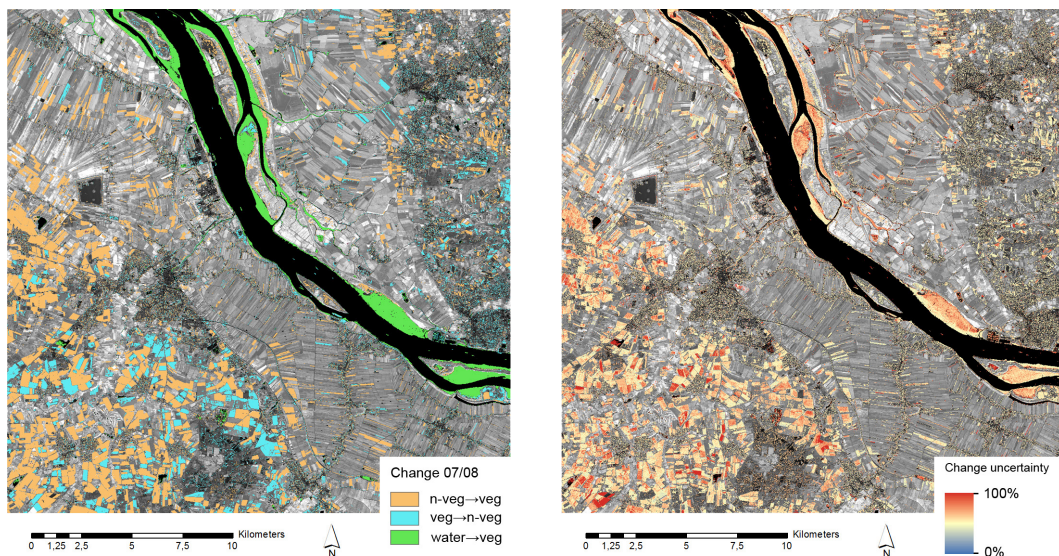 Change 07/08
n-veg→veg
veg→n-veg
water→veg
Kilometers
0 1,25 2,5 5 7,5 10
N
Change uncertainty
100%
0%
Kilometers
0 1,25 2,5 5 7,5 10
N